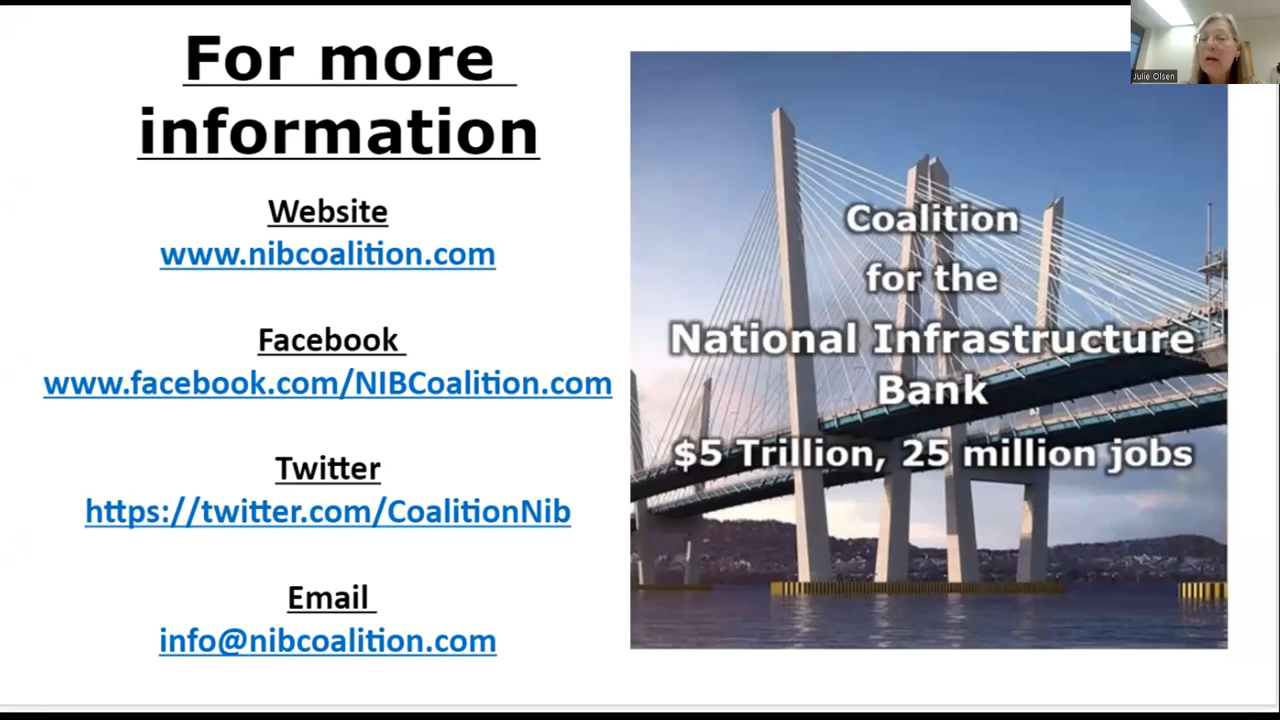 For more
information
Website
www.nibcoalition.com
Facebook
www.facebook.com/NIBCoalition.com
Twitter
https://twitter.com/CoalitionNib
Email
info@nibcoalition.com
Coalition
for the
National Infrastructure
Bank
$5 Trillion, 25 million jobs
Julie Olsen